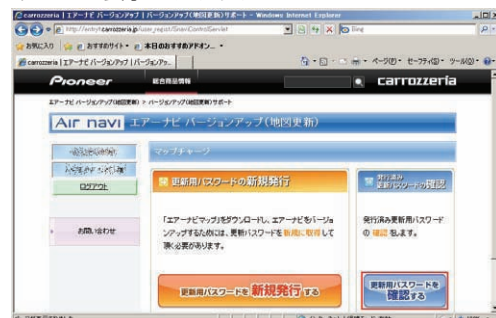 carrozzeria | エアーナビ バージョンアップ | バージョンアップ(地図更新)サポート - Windows Internet Explorer
Bing
お気に入り おすすめサイト 本日のおすすめアドオン...
ページ(P) セーフティ(S) ツール(O)
Pioneer 総合商品情報 carrozzeria
エアーナビ バージョンアップ(地図更新) > バージョンアップ(地図更新)サポート
AIr navI エアーナビ バージョンアップ(地図更新)
マップチャージ
ログアウト
お問い合わせ
更新用パスワードの新規発行
「エアーナビマップ」をダウンロードし、エアーナビをバージョ
ンアップするためには、更新パスワードを新規に取得して
頂く必要があります。
更新用パスワードを 新規発行 する
発行済み
更新用パスワードの確認
発行済み更新用パスワード
の 確認 をします。
更新用パスワードを
確認する